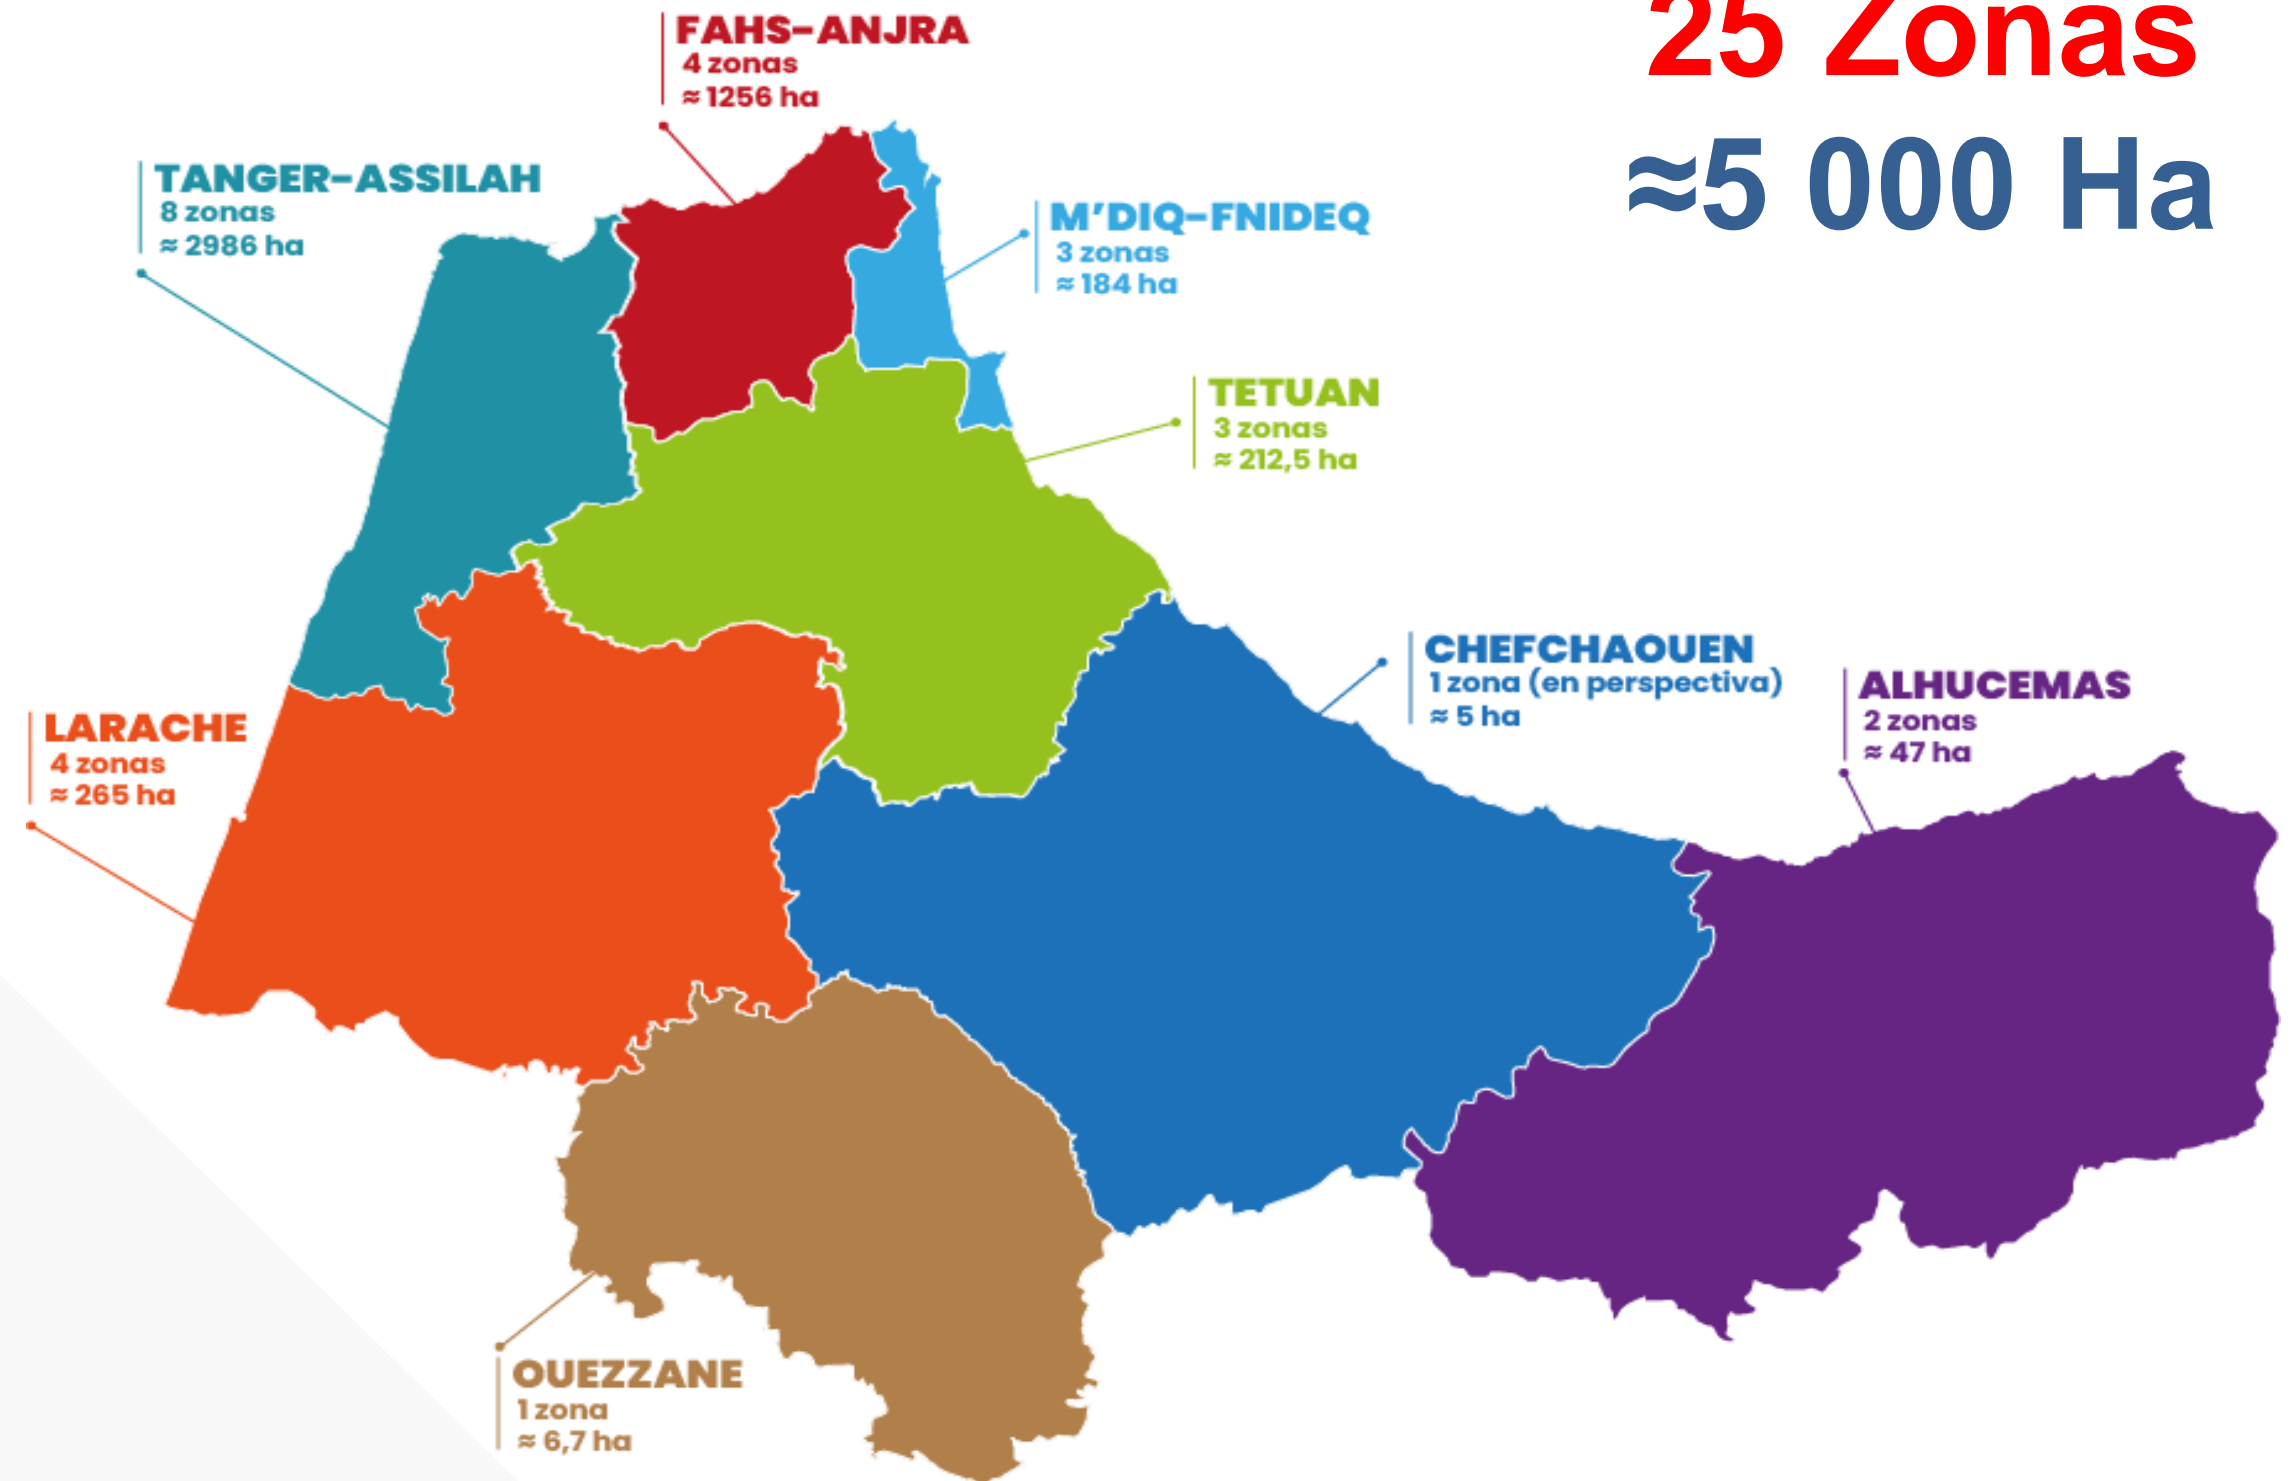 FAHS-ANJRA
4 zonas
≈ 1256 ha
25 Zonas
≈5 000 Ha
TANGER-ASSILAH
8 zonas
≈ 2986 ha
M'DIQ-FNIDEQ
3 zonas
≈ 184 ha
TETUAN
3 zonas
≈ 212,5 ha
CHEFCHAOUEN
1 zona (en perspectiva)
≈ 5 ha
ALHUCEMAS
2 zonas
≈ 47 ha
LARACHE
4 zonas
≈ 265 ha
OUEZZANE
1 zona
≈ 6,7 ha